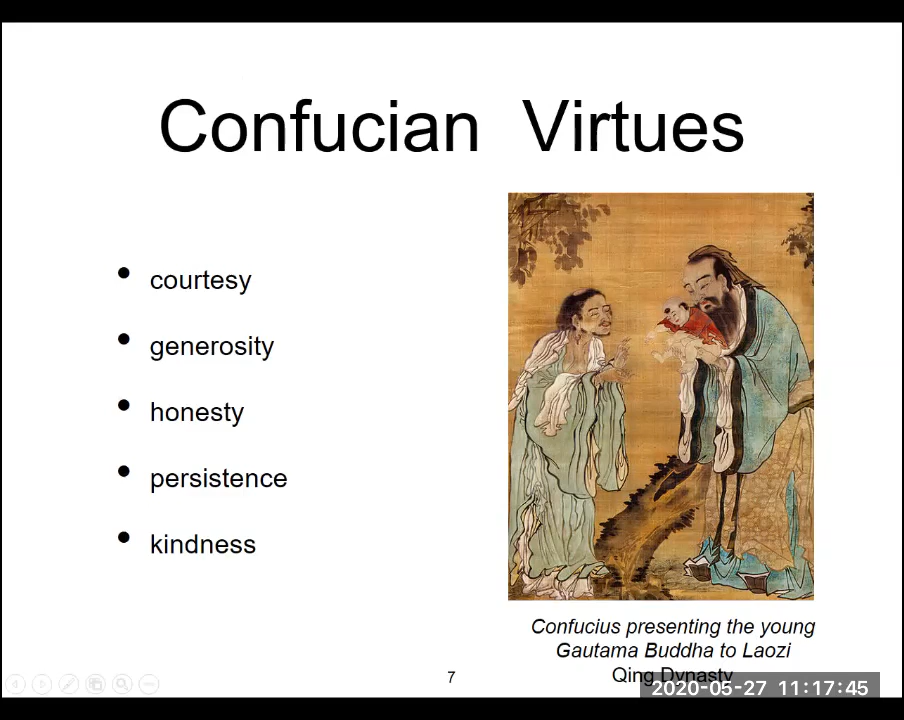 Confucian Virtues
• courtesy
• generosity
• honesty
• persistence
• kindness
Confucius presenting the young
Gautama Buddha to Laozi
Qing Dynasty
7
2020-05-27 11:17:45